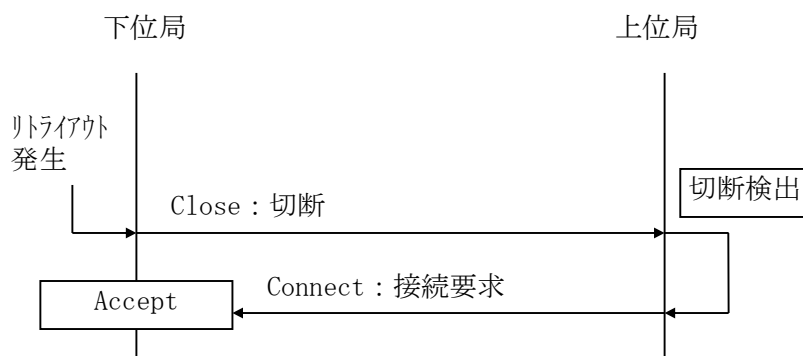 下位局
上位局
ﾘﾄﾗｲｱｳﾄ
発生
切断検出
Close：切断
Connect：接続要求
Accept